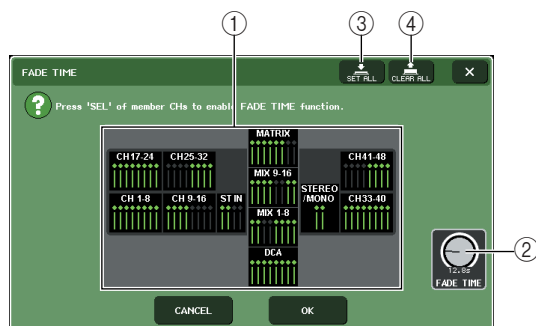 ① ③ ④
FADE TIME
SET ALL
CLEAR ALL
Press 'SEL' of member CHs to enable FADE TIME function.
MATRIX
CH17-24
CH25-32
CH41-48
MIX 9-16
CH 1-8
CH 9-16
ST IN
STEREO
/MONO
CH33-40
MIX 1-8
DCA
②
12.8s
FADE TIME
CANCEL
OK